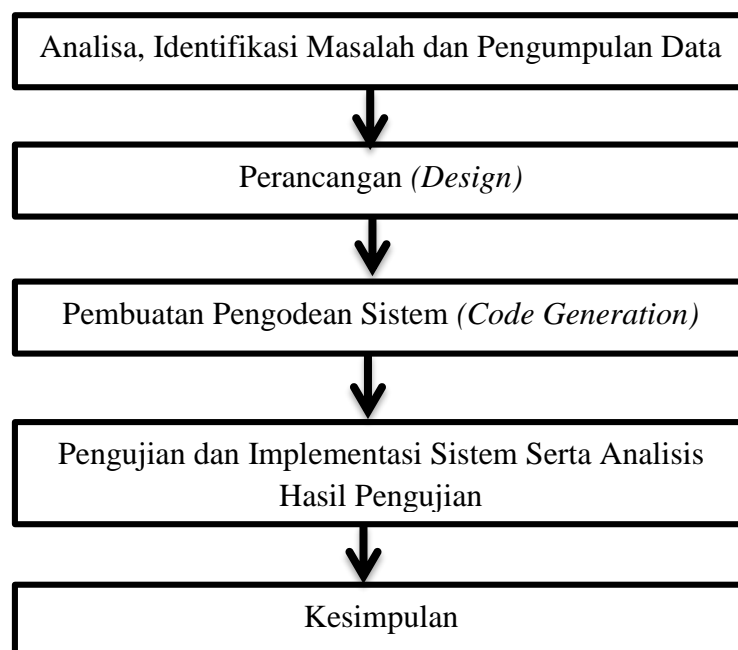 Analisa, Identifikasi Masalah dan Pengumpulan Data
Perancangan (Design)
Pembuatan Pengodean Sistem (Code Generation)
Pengujian dan Implementasi Sistem Serta Analisis
Hasil Pengujian
Kesimpulan